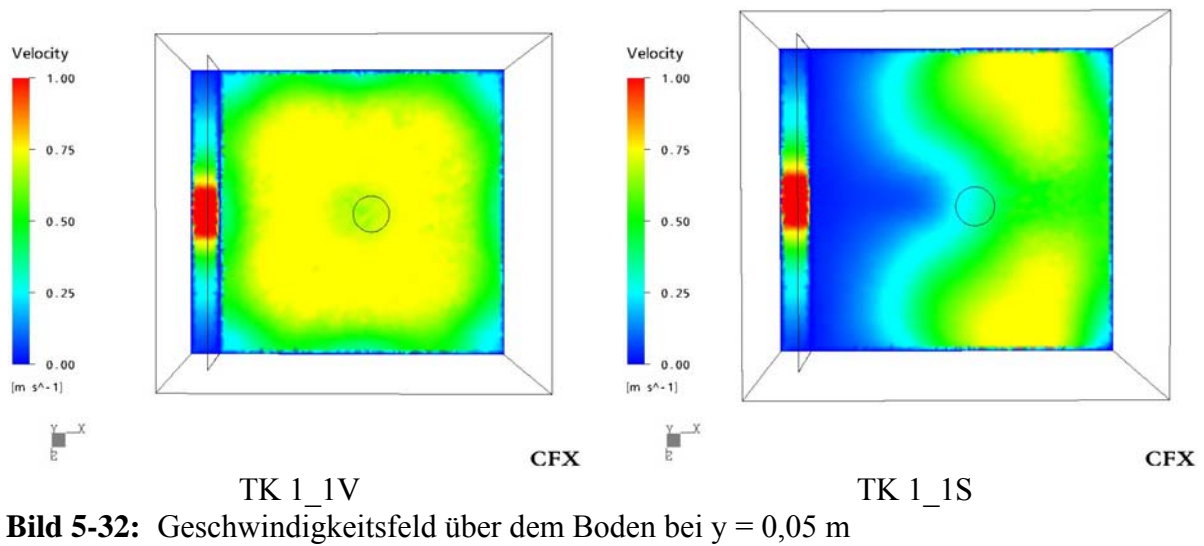 Velocity
1.00
0.75
0.50
0.25
0.00
[m s^-1]
Y X
Z
CFX
Velocity
1.00
0.75
0.50
0.25
0.00
[m s^-1]
Y X
Z
CFX
TK 1_1V TK 1_1S
Bild 5-32: Geschwindigkeitsfeld über dem Boden bei y = 0,05 m